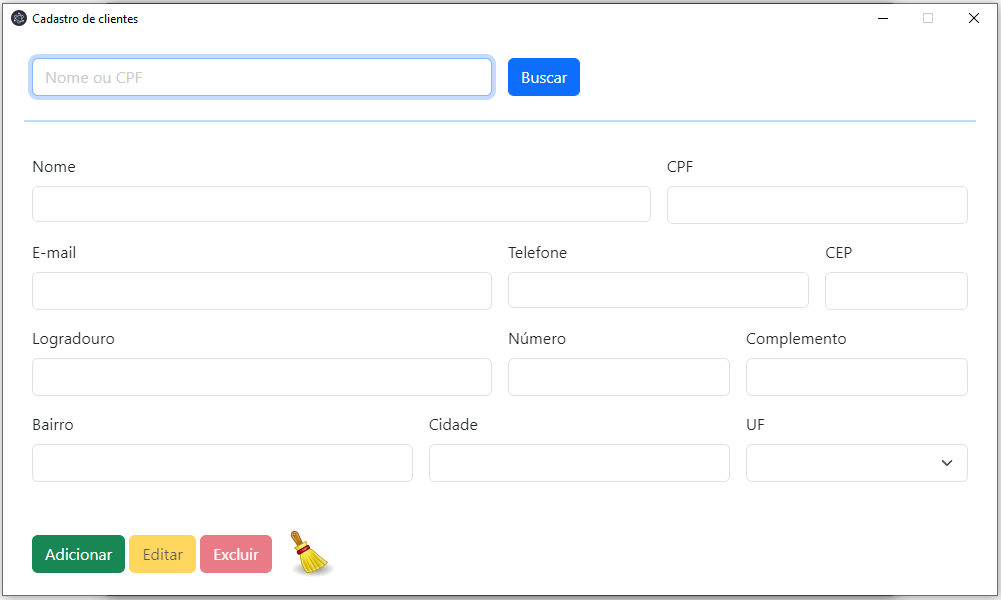 Cadastro de clientes
Nome ou CPF Buscar
Nome CPF
E-mail Telefone CEP
Logradouro Número Complemento
Bairro Cidade UF
Adicionar Editar Excluir